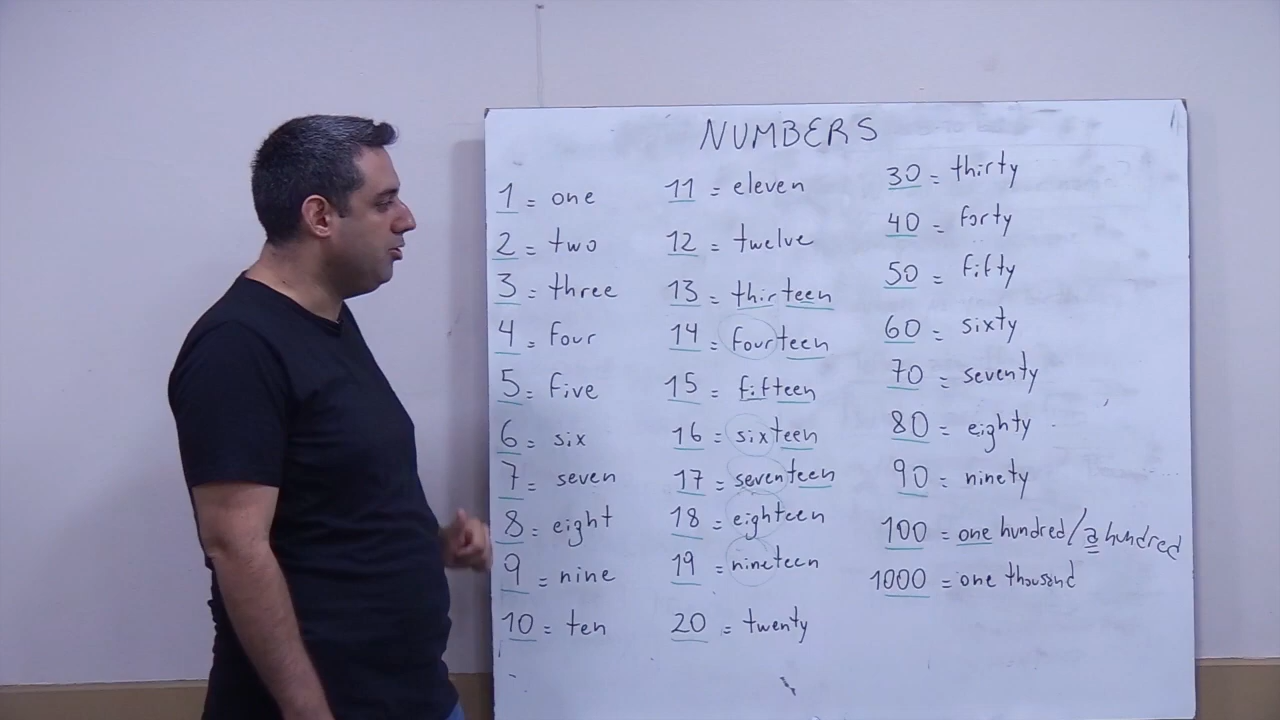 NUMBERS
1 = one
2 = two
3 = three
4 = four
5 = five
6 = six
7 = seven
8 = eight
9 = nine
10 = ten
11 = eleven
12 = twelve
13 = thirteen
14 = fourteen
15 = fifteen
16 = sixteen
17 = seventeen
18 = eighteen
19 = nineteen
20 = twenty
30 = thirty
40 = forty
50 = fifty
60 = sixty
70 = seventy
80 = eighty
90 = ninety
100 = one hundred/a hundred
1000 = one thousand